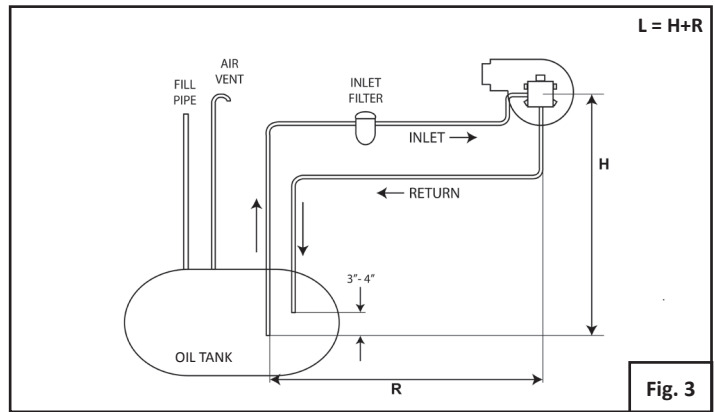 L = H+R
AIR
VENT
FILL
PIPE
INLET
FILTER
INLET
H
RETURN
3"- 4"
OIL TANK
R
Fig. 3